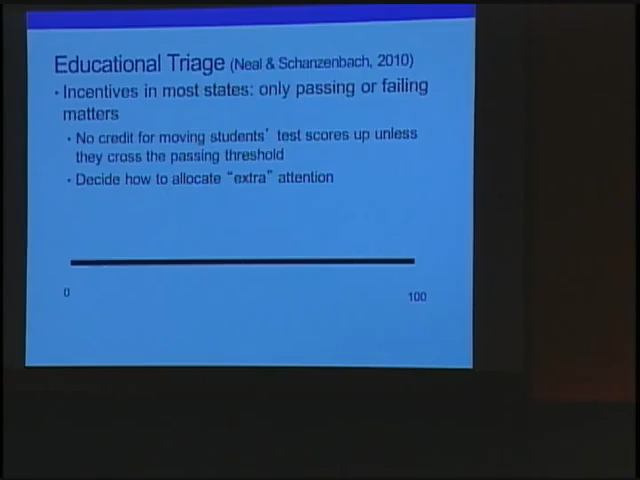 Educational Triage (Neal & Schanzenbach, 2010)
• Incentives in most states: only passing or failing
matters
• No credit for moving students' test scores up unless
they cross the passing threshold
• Decide how to allocate "extra" attention
0
100